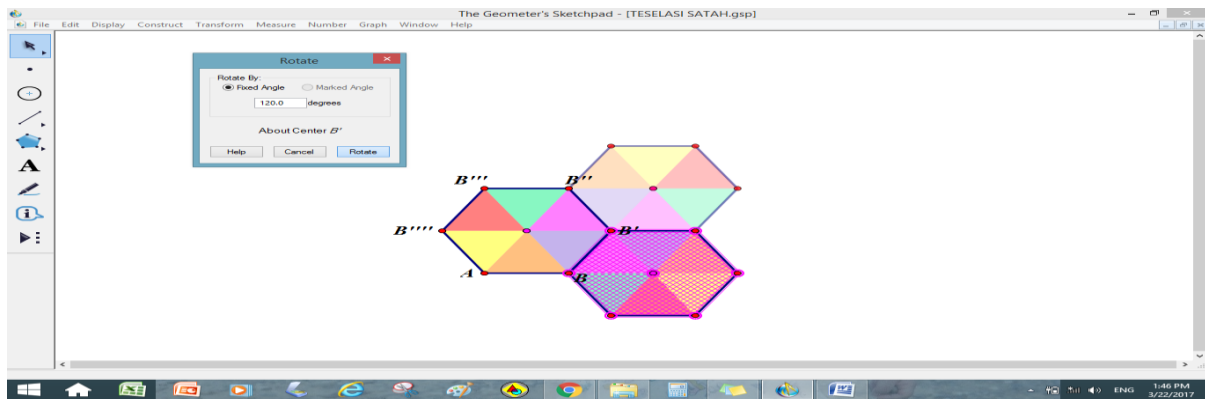 The Geometer's Sketchpad - [TESELASI SATAH.gsp]
File Edit Display Construct Transform Measure Number Graph Window Help
Rotate
Rotate By:
Fixed Angle Marked Angle
120.0 degrees
About Center B'
Help Cancel Rotate
B''' B''
B'''' B'
A B
A
ENG 1:46 PM
3/22/2017